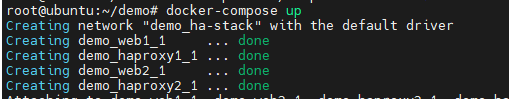 root@ubuntu:~/demo# docker-compose up
Creating network "demo_ha-stack" with the default driver
Creating demo_web1_1     ... done
Creating demo_haproxy1_1 ... done
Creating demo_web2_1     ... done
Creating demo_haproxy2_1 ... done